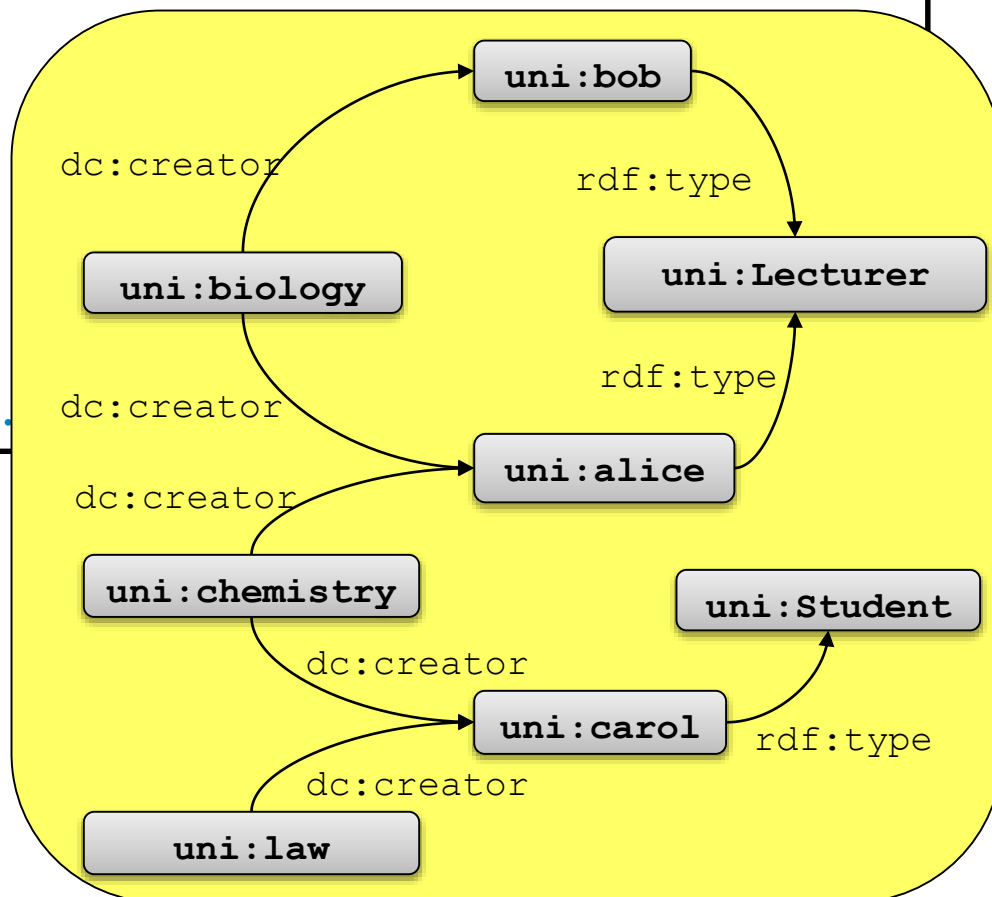 uni:bob
dc:creator
rdf:type
uni:biology
uni:Lecturer
rdf:type
dc:creator
uni:alice
dc:creator
uni:chemistry
uni:Student
dc:creator
uni:carol
rdf:type
dc:creator
uni:law